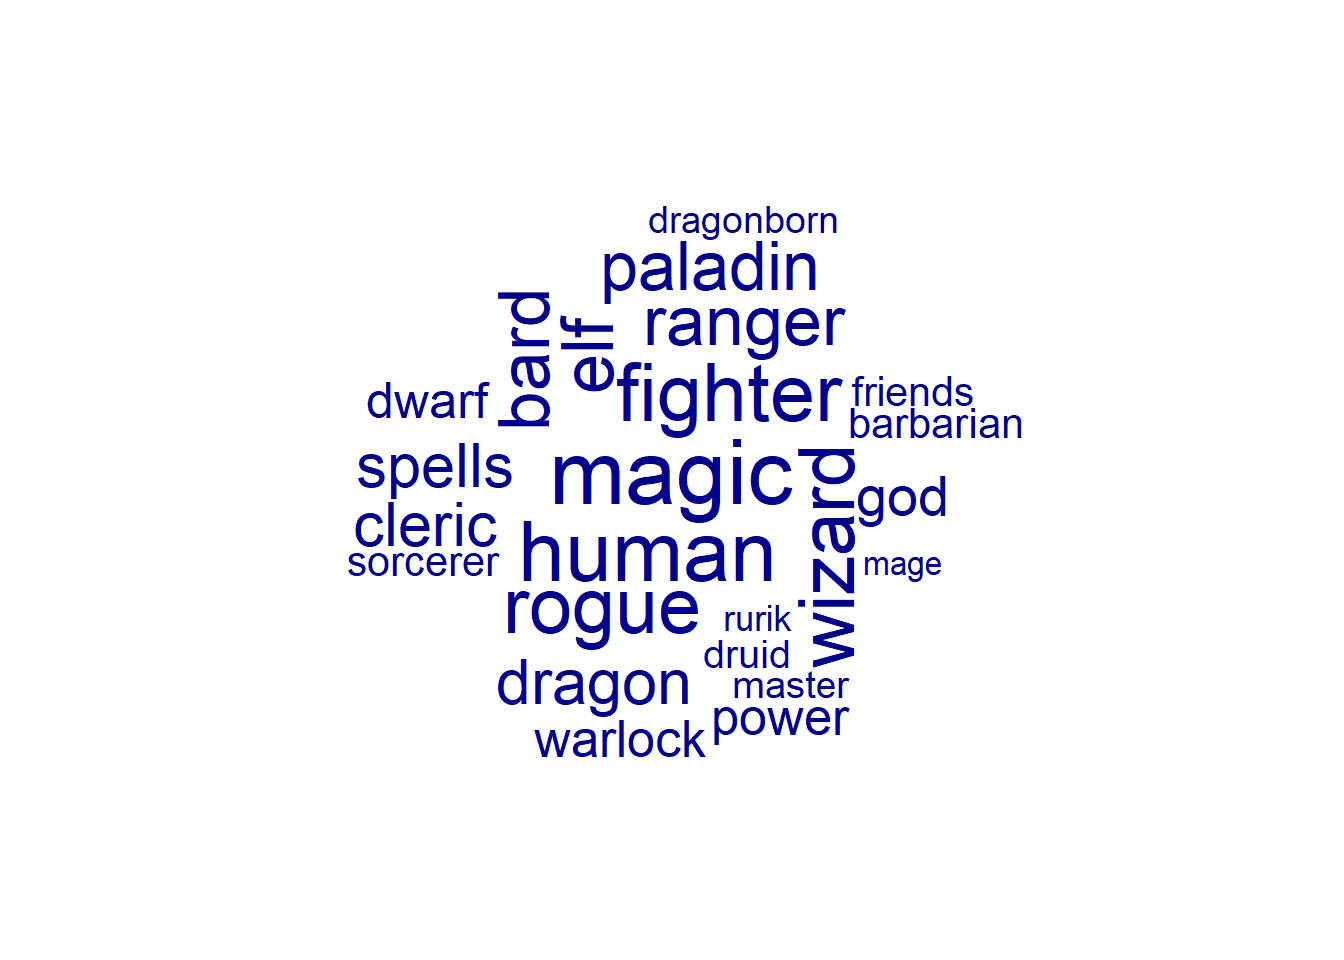 dragonborn
paladin
ranger
bard
elf
fighter
friends
dwarf
barbarian
magic
spells
wizard
god
cleric
human
sorcerer
mage
rogue
rurik
druid
dragon
master
power
warlock